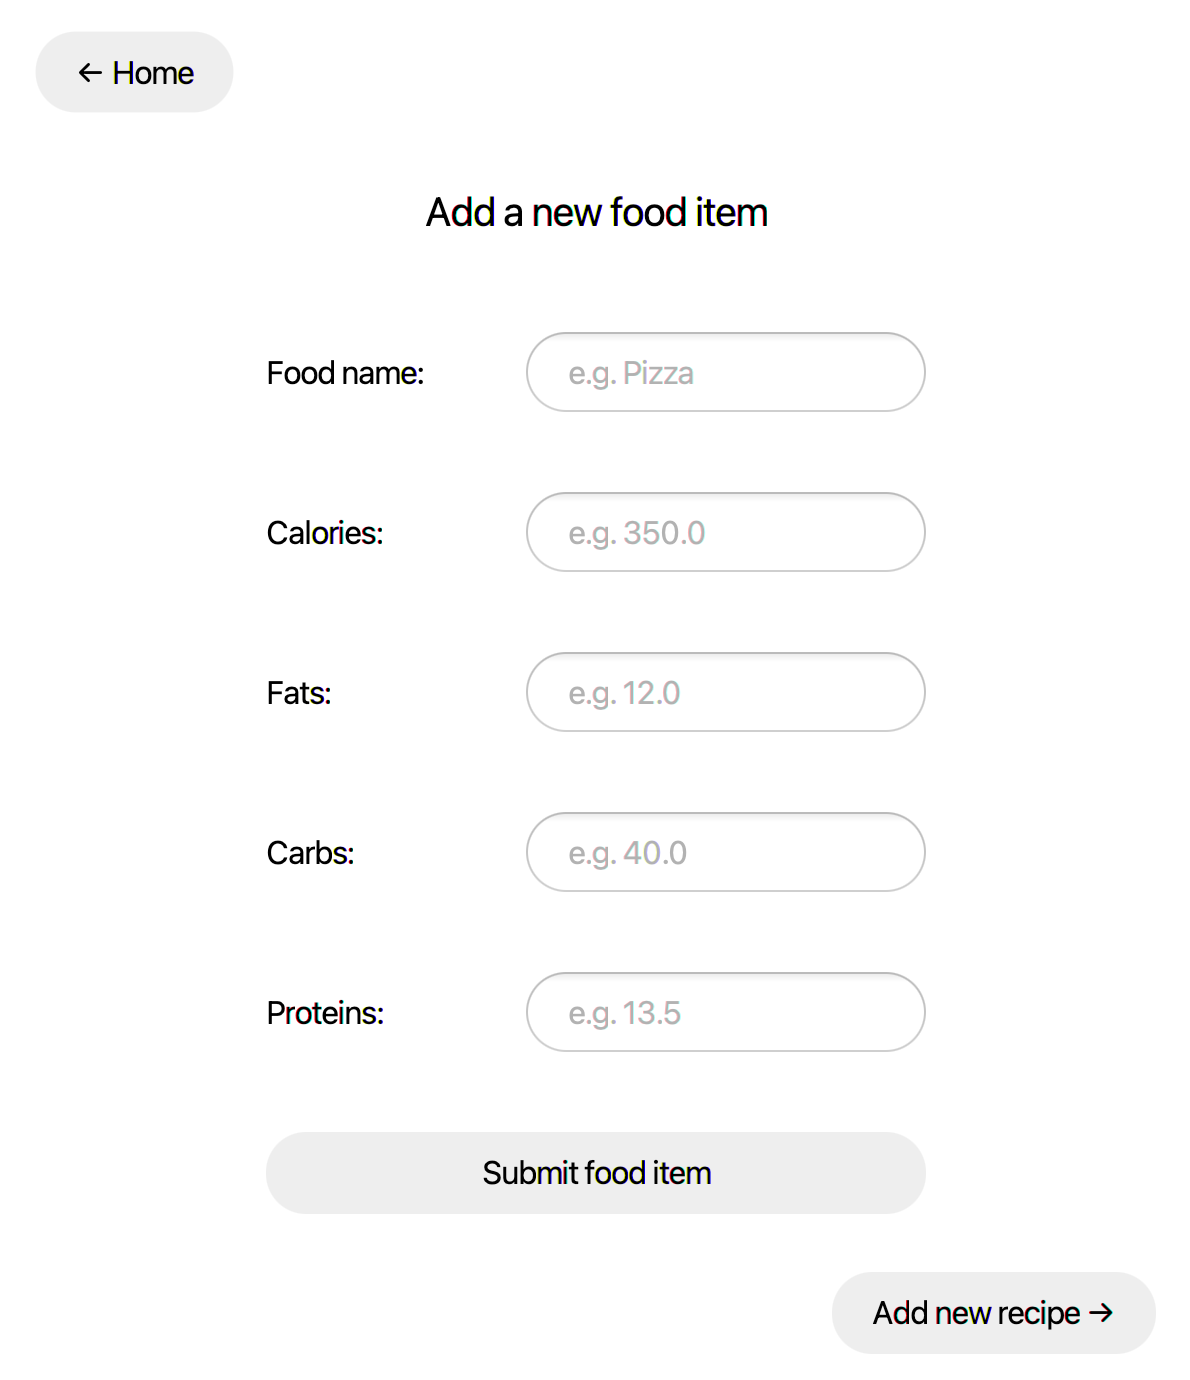 ← Home
Add a new food item
Food name: e.g. Pizza
Calories: e.g. 350.0
Fats: e.g. 12.0
Carbs: e.g. 40.0
Proteins: e.g. 13.5
Submit food item
Add new recipe →